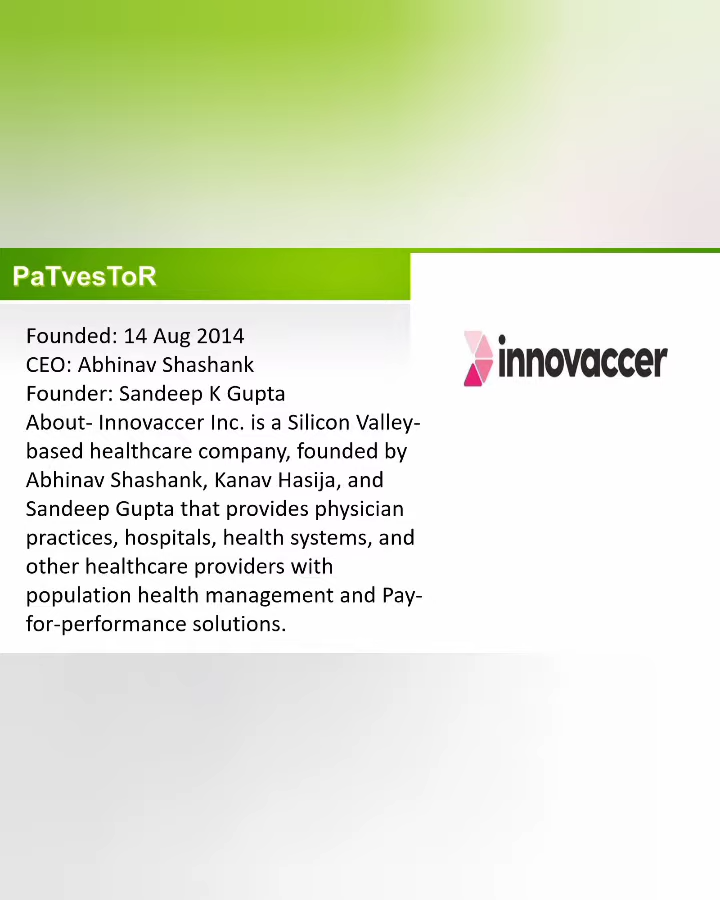 PaTvesToR
innovaccer
Founded: 14 Aug 2014
CEO: Abhinav Shashank
Founder: Sandeep K Gupta
About- Innovaccer Inc. is a Silicon Valley-
based healthcare company, founded by
Abhinav Shashank, Kanav Hasija, and
Sandeep Gupta that provides physician
practices, hospitals, health systems, and
other healthcare providers with
population health management and Pay-
for-performance solutions.